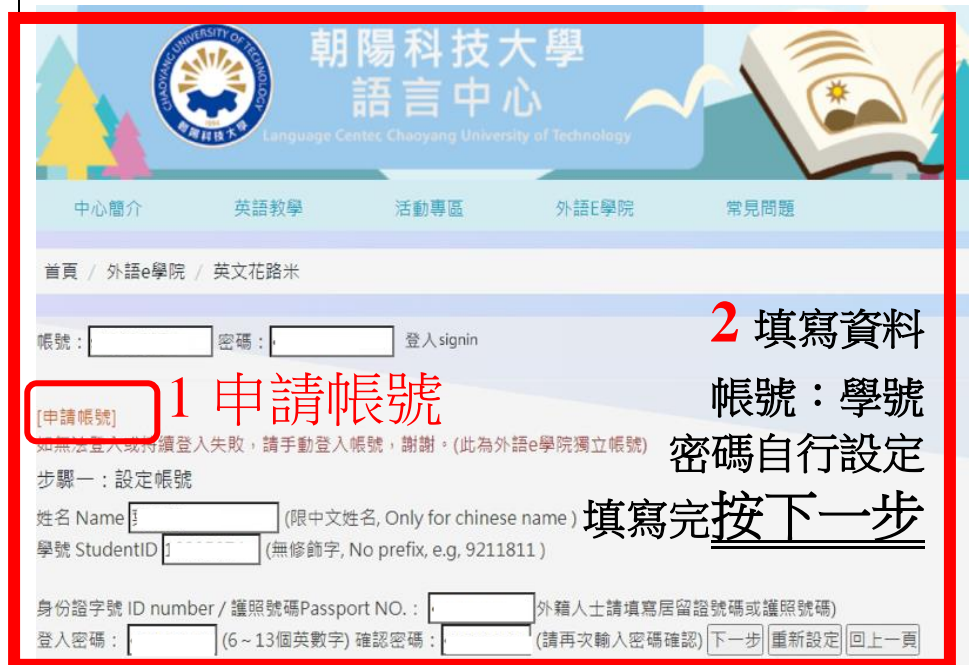 CHAOYANG UNIVERSITY OF TECHNOLOGY
1994
朝陽科技大學
朝陽科技大學
語言中心
Language Center, Chaoyang University of Technology
中心簡介 英語教學 活動專區 外語E學院 常見問題
首頁 / 外語e學院 / 英文花路米
帳號： 密碼： 登入signin
2 填寫資料
1 申請帳號
帳號：學號
[申請帳號]
如無法登入或持續登入失敗，請手動登入帳號，謝謝。(此為外語e學院獨立帳號)
密碼自行設定
步驟一：設定帳號
姓名 Name (限中文姓名, Only for chinese name )
填寫完按下一步
學號 StudentID (無修飾字, No prefix, e.g, 9211811 )
身份證字號 ID number / 護照號碼Passport NO.： 外籍人士請填寫居留證號碼或護照號碼)
登入密碼： (6~13個英數字) 確認密碼： (請再次輸入密碼確認) 下一步 重新設定 回上一頁